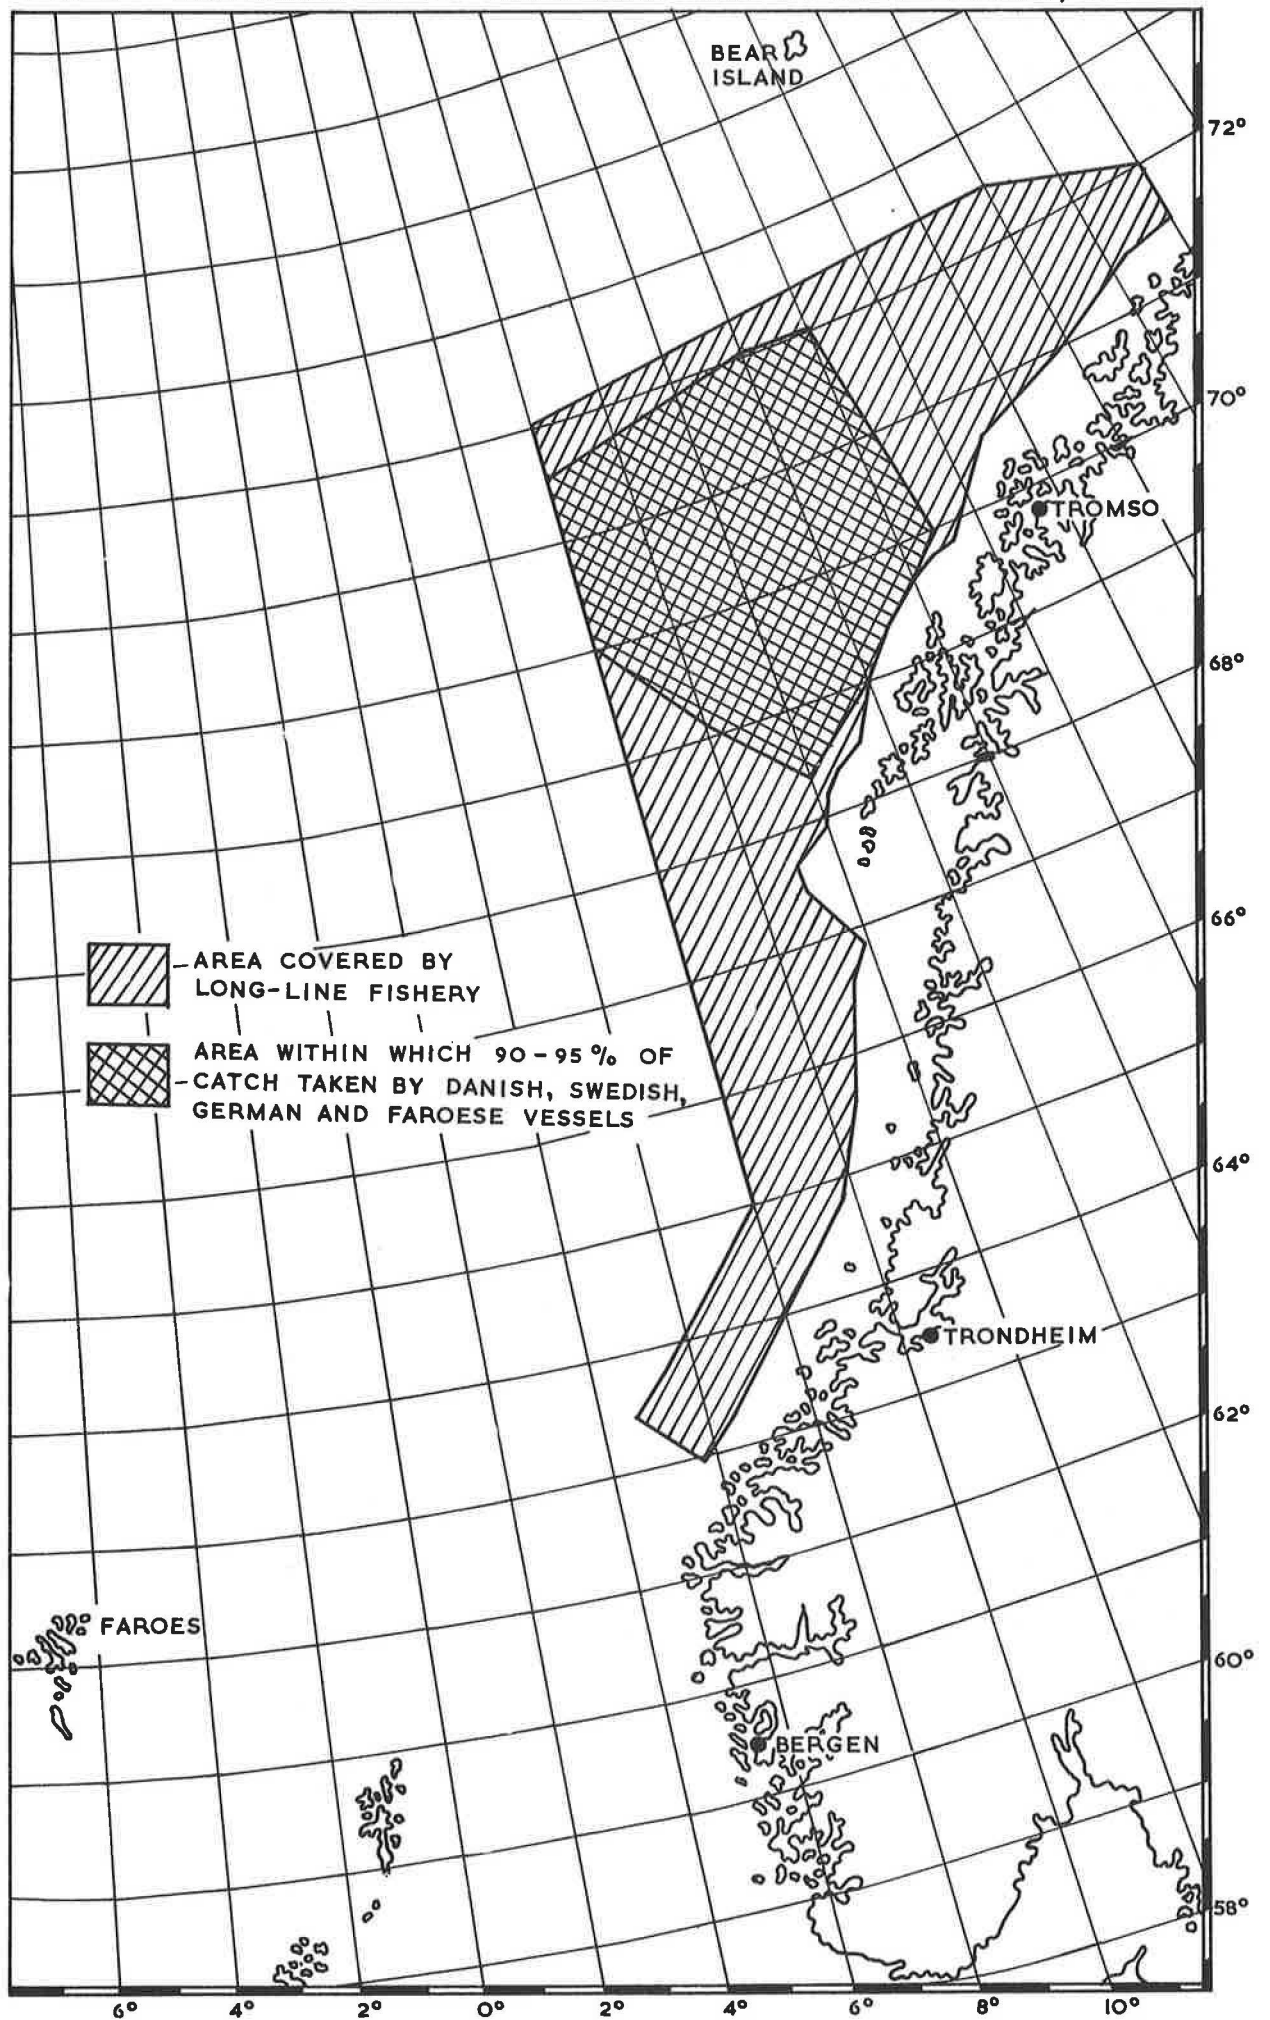 BEAR
ISLAND
72°
70°
TROMSO
68°
66°
AREA COVERED BY
LONG-LINE FISHERY
AREA WITHIN WHICH 90-95% OF
CATCH TAKEN BY DANISH, SWEDISH,
GERMAN AND FAROESE VESSELS
64°
TRONDHEIM
62°
FAROES
60°
BERGEN
58°
6° 4° 2° 0° 2° 4° 6° 8° 10°